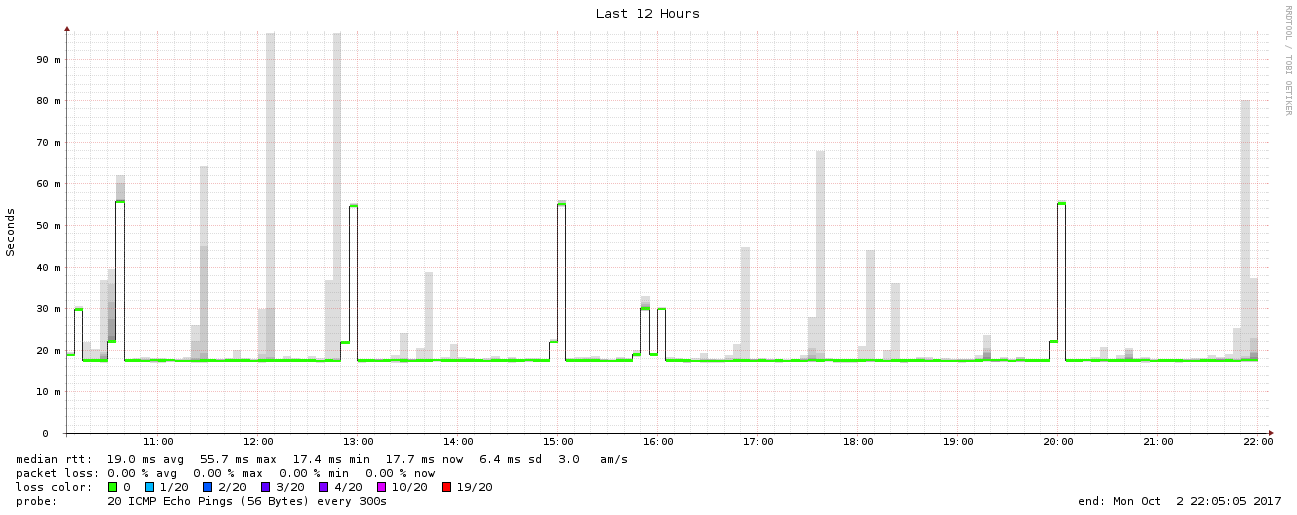 Last 12 Hours
RRDTOOL / TOBI OETIKER
Seconds
90 m
80 m
70 m
60 m
50 m
40 m
30 m
20 m
10 m
0
11:00 12:00 13:00 14:00 15:00 16:00 17:00 18:00 19:00 20:00 21:00 22:00
median rtt: 19.0 ms avg 55.7 ms max 17.4 ms min 17.7 ms now 6.4 ms sd 3.0 am/s
packet loss: 0.00 % avg 0.00 % max 0.00 % min 0.00 % now
loss color: 0 1/20 2/20 3/20 4/20 10/20 19/20
probe: 20 ICMP Echo Pings (56 Bytes) every 300s end: Mon Oct 2 22:05:05 2017